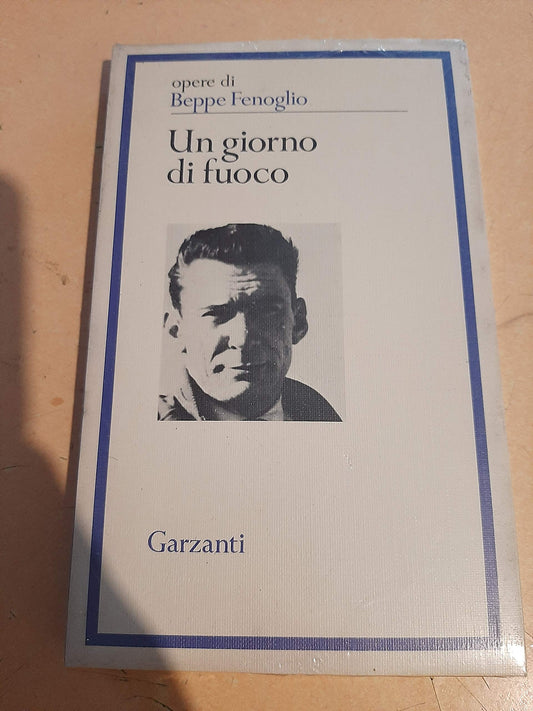 opere di
Beppe Fenoglio
Un giorno
di fuoco
Garzanti